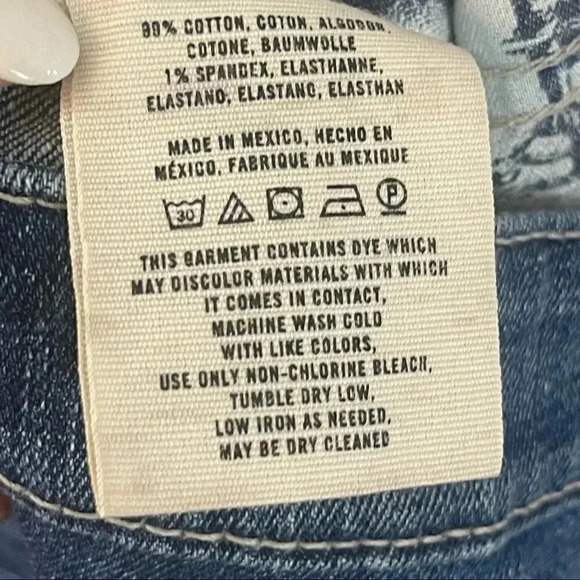 99% COTTON, COTON, ALGODON,
COTONE, BAUMWOLLE
1% SPANDEX, ELASTHANNE,
ELASTANO, ELASTANO, ELASTHAN
MADE IN MEXICO, HECHO EN
MÉXICO, FABRIQUE AU MEXIQUE
30 P
THIS GARMENT CONTAINS DYE WHICH
MAY DISCOLOR MATERIALS WITH WHICH
IT COMES IN CONTACT,
MACHINE WASH COLD
WITH LIKE COLORS,
USE ONLY NON-CHLORINE BLEACH,
TUMBLE DRY LOW,
LOW IRON AS NEEDED,
MAY BE DRY CLEANED